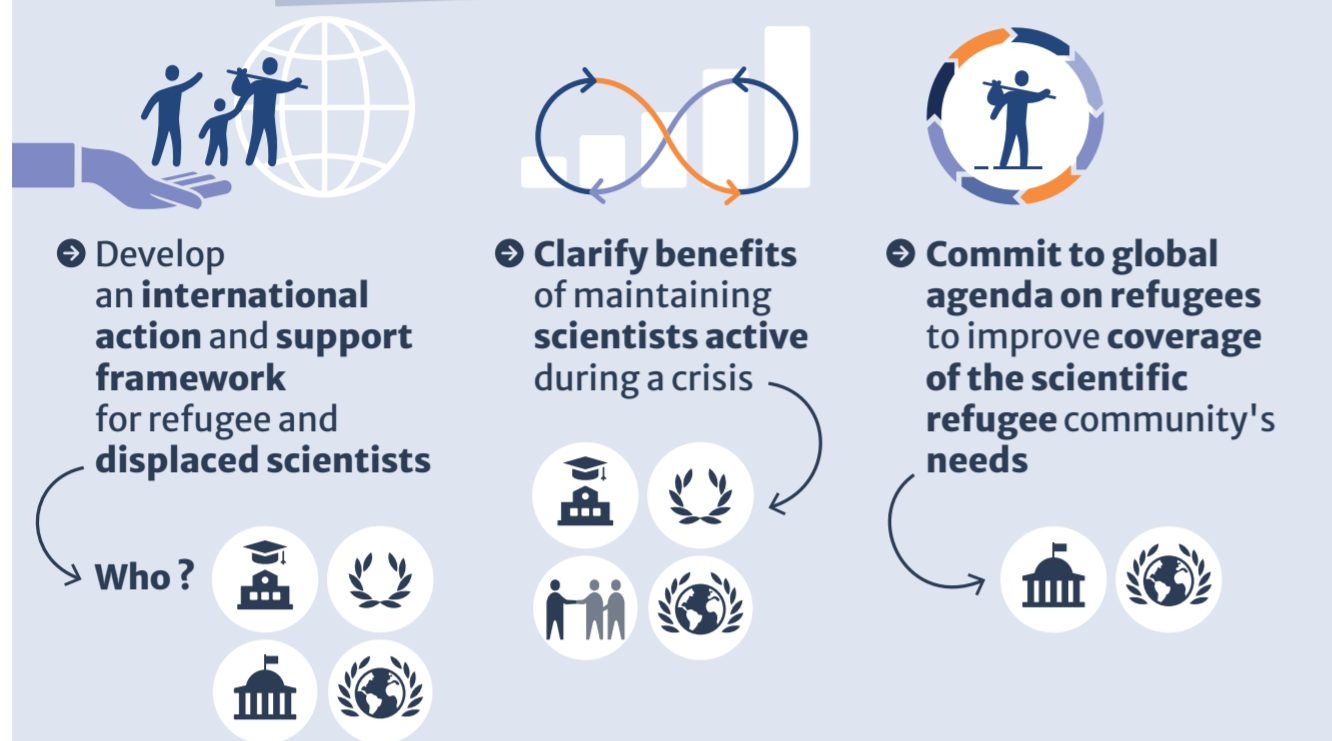 Develop
an international
action and support
framework
for refugee and
displaced scientists
Who ?
Clarify benefits
of maintaining
scientists active
during a crisis
Commit to global
agenda on refugees
to improve coverage
of the scientific
refugee community's
needs